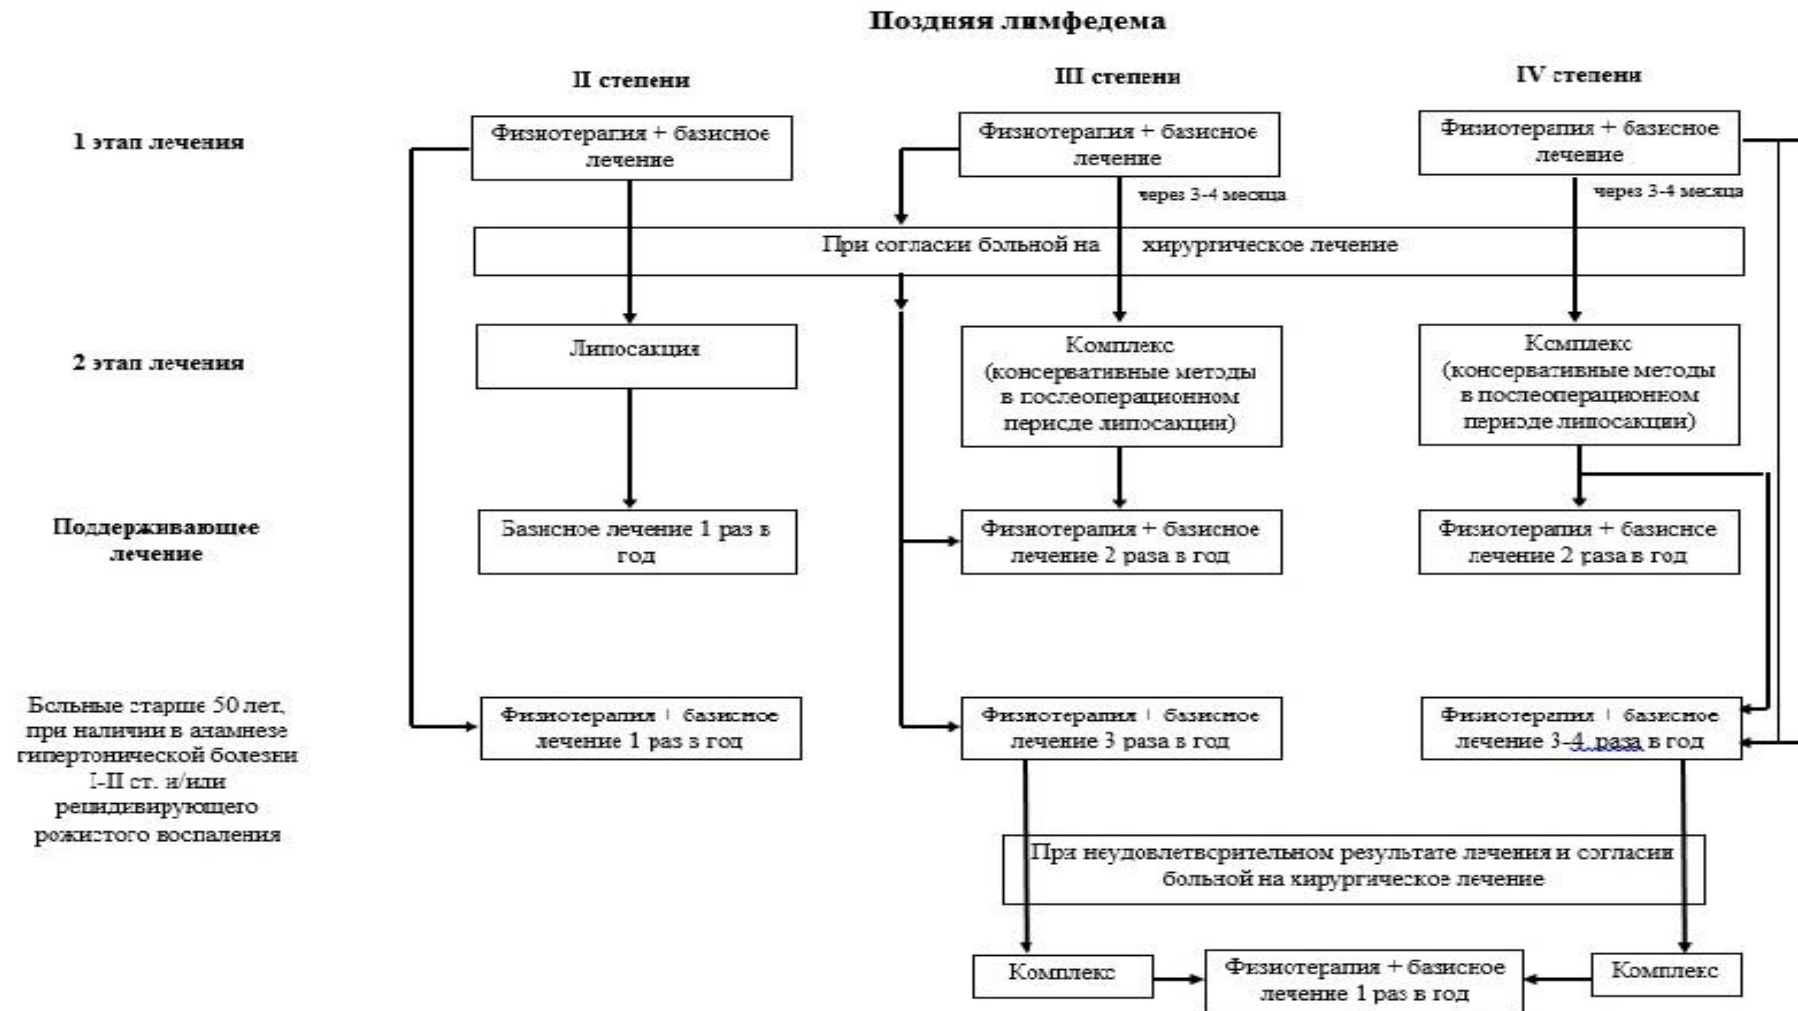 Поздняя лимфедема
II степени
III степени
IV степени
1 этап лечения
Физиотерапия + базисное
лечение
Физиотерапия + базисное
лечение
Физиотерапия + базисное
лечение
через 3-4 месяца
через 3-4 месяца
При согласии больной на хирургическое лечение
2 этап лечения
Липосакция
Комплекс
(консервативные методы
в послеоперационном
периоде липосакции)
Комплекс
(консервативные методы
в послеоперационном
периоде липосакции)
Поддерживающее
лечение
Базисное лечение 1 раз в
год
Физиотерапия + базисное
лечение 2 раза в год
Физиотерапия + базисное
лечение 2 раза в год
Больные старше 50 лет,
при наличии в анамнезе
гипертонической болезни
I-II ст. и/или
рецидивирующего
рожистого воспаления
Физиотерапия + базисное
лечение 1 раз в год
Физиотерапия + базисное
лечение 3 раза в год
Физиотерапия + базисное
лечение 3-4 раза в год
При неудовлетворительном результате лечения и согласии
больной на хирургическое лечение
Комплекс
Физиотерапия + базисное
лечение 1 раз в год
Комплекс